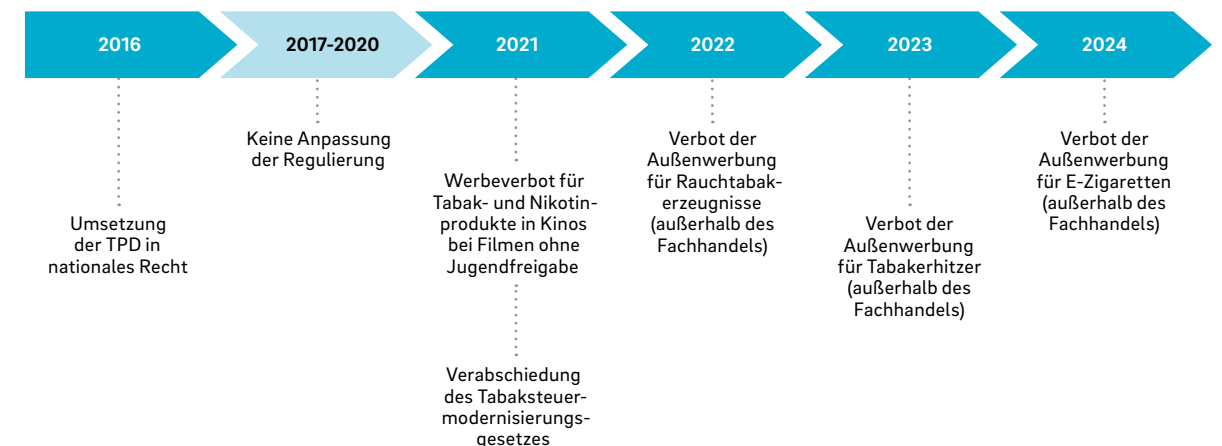 2016
2017-2020
2021
2022
2023
2024
Umsetzung
der TPD in
nationales Recht
Keine Anpassung
der Regulierung
Werbeverbot für
Tabak- und Nikotin-
produkte in Kinos
bei Filmen ohne
Jugendfreigabe
Verabschiedung
des Tabaksteuer-
modernisierungs-
gesetzes
Verbot der
Außenwerbung
für Rauchtabak-
erzeugnisse
(außerhalb des
Fachhandels)
Verbot der
Außenwerbung
für Tabakerhitzer
(außerhalb des
Fachhandels)
Verbot der
Außenwerbung
für E-Zigaretten
(außerhalb des
Fachhandels)